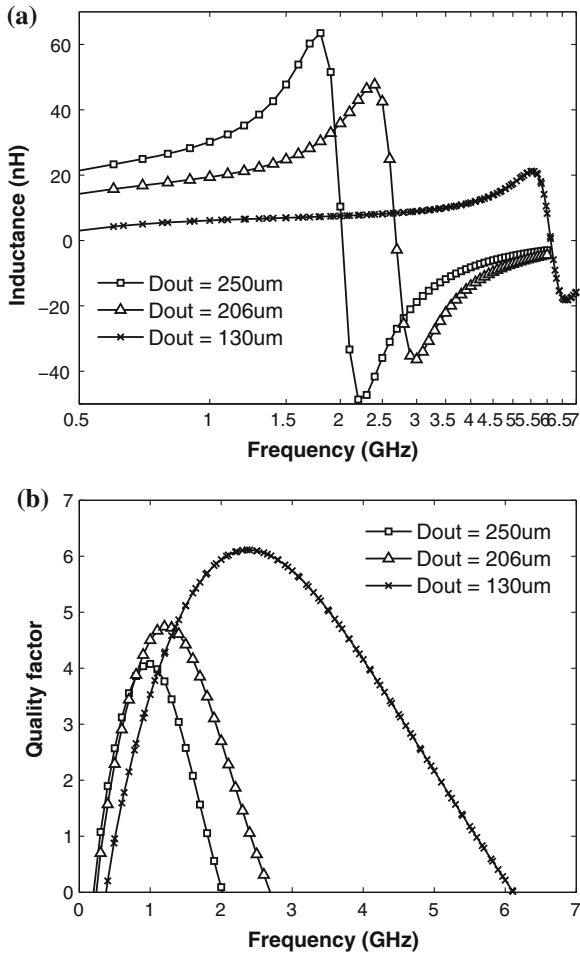 (a)
60
40
20
0
−20
−40
Inductance (nH)
Dout = 250um
Dout = 206um
Dout = 130um
0.5 1 1.5 2 2.5 3 3.5 4 4.5 5 5.5 6 6.5 7
Frequency (GHz)
(b)
7
6
5
4
3
2
1
0
Quality factor
Dout = 250um
Dout = 206um
Dout = 130um
0 1 2 3 4 5 6 7
Frequency (GHz)